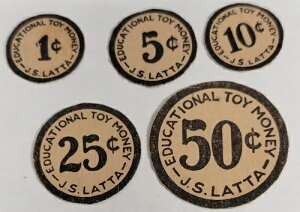 EDUCATIONAL TOY MONEY
1¢
J.S. LATTA
EDUCATIONAL TOY MONEY
5¢
J.S. LATTA
EDUCATIONAL TOY MONEY
10¢
J.S. LATTA
EDUCATIONAL TOY MONEY
25¢
J.S. LATTA
EDUCATIONAL TOY MONEY
50¢
J.S. LATTA